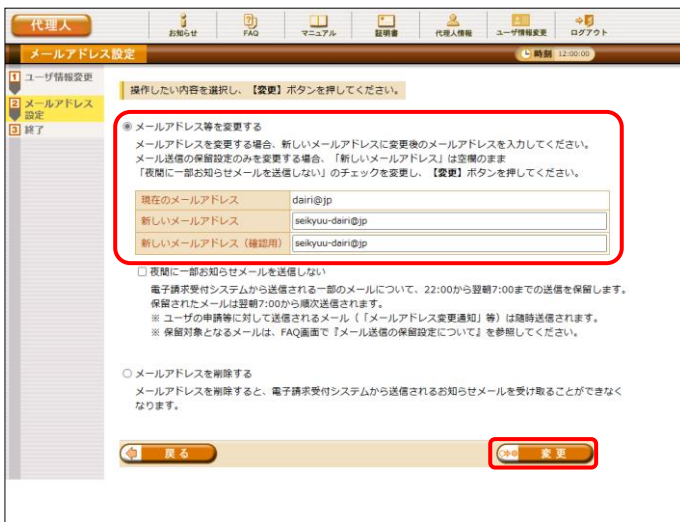 代理人
お知らせ
FAQ
マニュアル
証明書
代理人情報
ユーザ情報変更
ログアウト
メールアドレス設定
時刻 12:00:00
1 ユーザ情報変更
2 メールアドレス
設定
3 終了
操作したい内容を選択し、【変更】ボタンを押してください。
メールアドレス等を変更する
メールアドレスを変更する場合、新しいメールアドレスに変更後のメールアドレスを入力してください。
メール送信の保留設定のみを変更する場合、「新しいメールアドレス」は空欄のまま
「夜間に一部お知らせメールを送信しない」のチェックを変更し、【変更】ボタンを押してください。
現在のメールアドレス dairi@jp
新しいメールアドレス seikyuu-dairi@jp
新しいメールアドレス（確認用） seikyuu-dairi@jp
夜間に一部お知らせメールを送信しない
電子請求受付システムから送信される一部のメールについて、22:00から翌朝7:00までの送信を保留します。
保留されたメールは翌朝7:00から順次送信されます。
※ ユーザの申請等に対して送信されるメール（「メールアドレス変更通知」等）は随時送信されます。
※ 保留対象となるメールは、FAQ画面で『メール送信の保留設定について』を参照してください。
メールアドレスを削除する
メールアドレスを削除すると、電子請求受付システムから送信されるお知らせメールを受け取ることができなく
なります。
戻る
変更